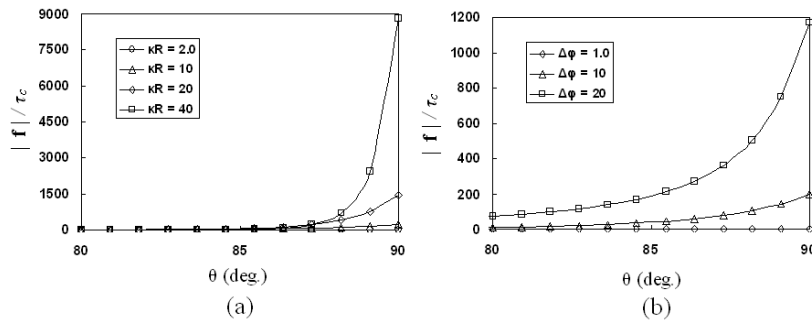 9000
7500
6000
4500
3000
1500
0
| f | / τc
κR = 2.0
κR = 10
κR = 20
κR = 40
80
85
90
θ (deg.)
(a)
1200
1000
800
600
400
200
0
| f | / τc
Δφ = 1.0
Δφ = 10
Δφ = 20
80
85
90
θ (deg.)
(b)